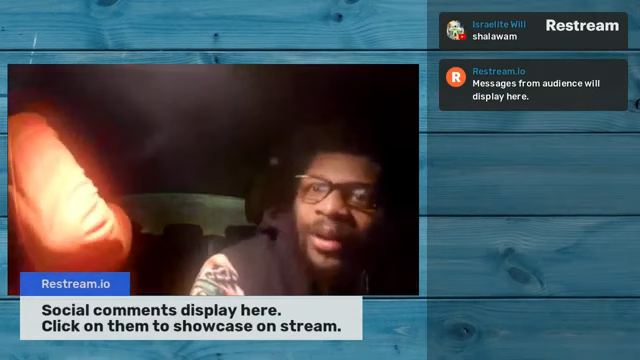 Israelite Will
shalawam
Restream
R
Restream.io
Messages from audience will
display here.
Restream.io
Social comments display here.
Click on them to showcase on stream.